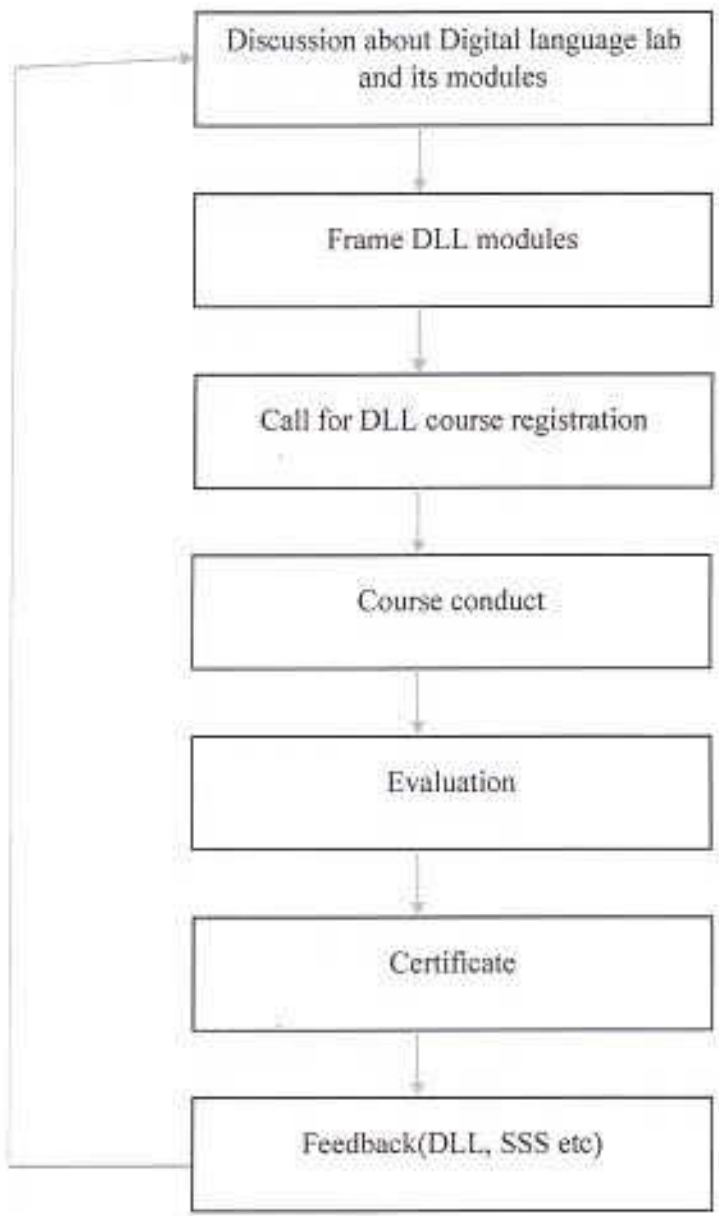 Discussion about Digital language lab
and its modules
Frame DLL modules
Call for DLL course registration
Course conduct
Evaluation
Certificate
Feedback(DLL, SSS etc)